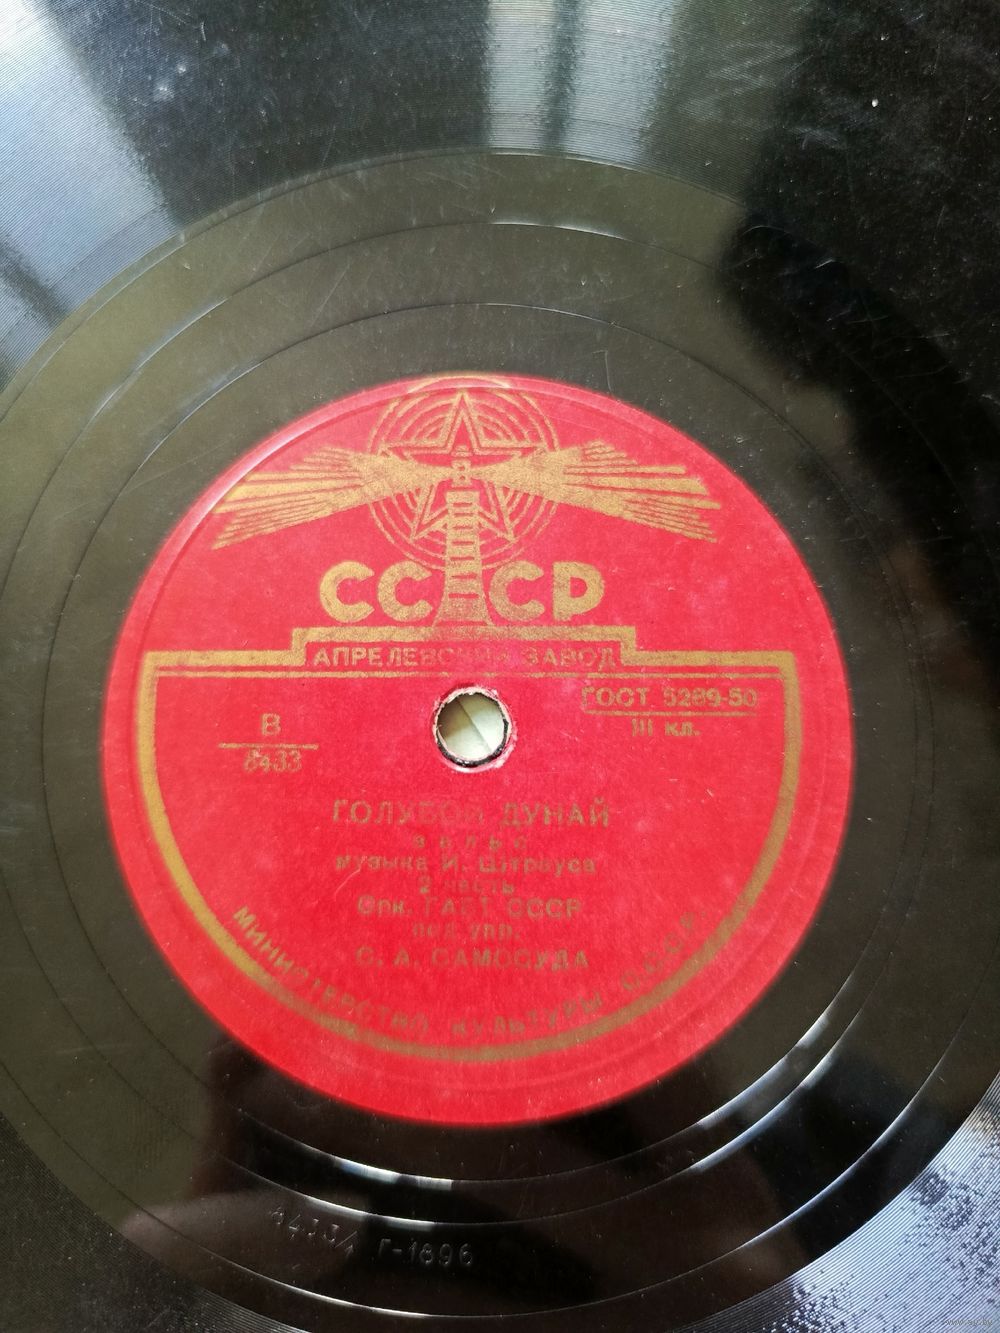 СССР
АПРЕЛЕВСКИЙ ЗАВОД
ГОСТ 5289-50
III кл.
В
8433
ГОЛУБОЙ ДУНАЙ
вальс
музыка И. Штрауса
2 часть
Орк. ГАБТ СССР
под упр.
С. А. САМОСУДА
МИНИСТЕРСТВО КУЛЬТУРЫ С.С.С.Р.
8433/4 Г-1896